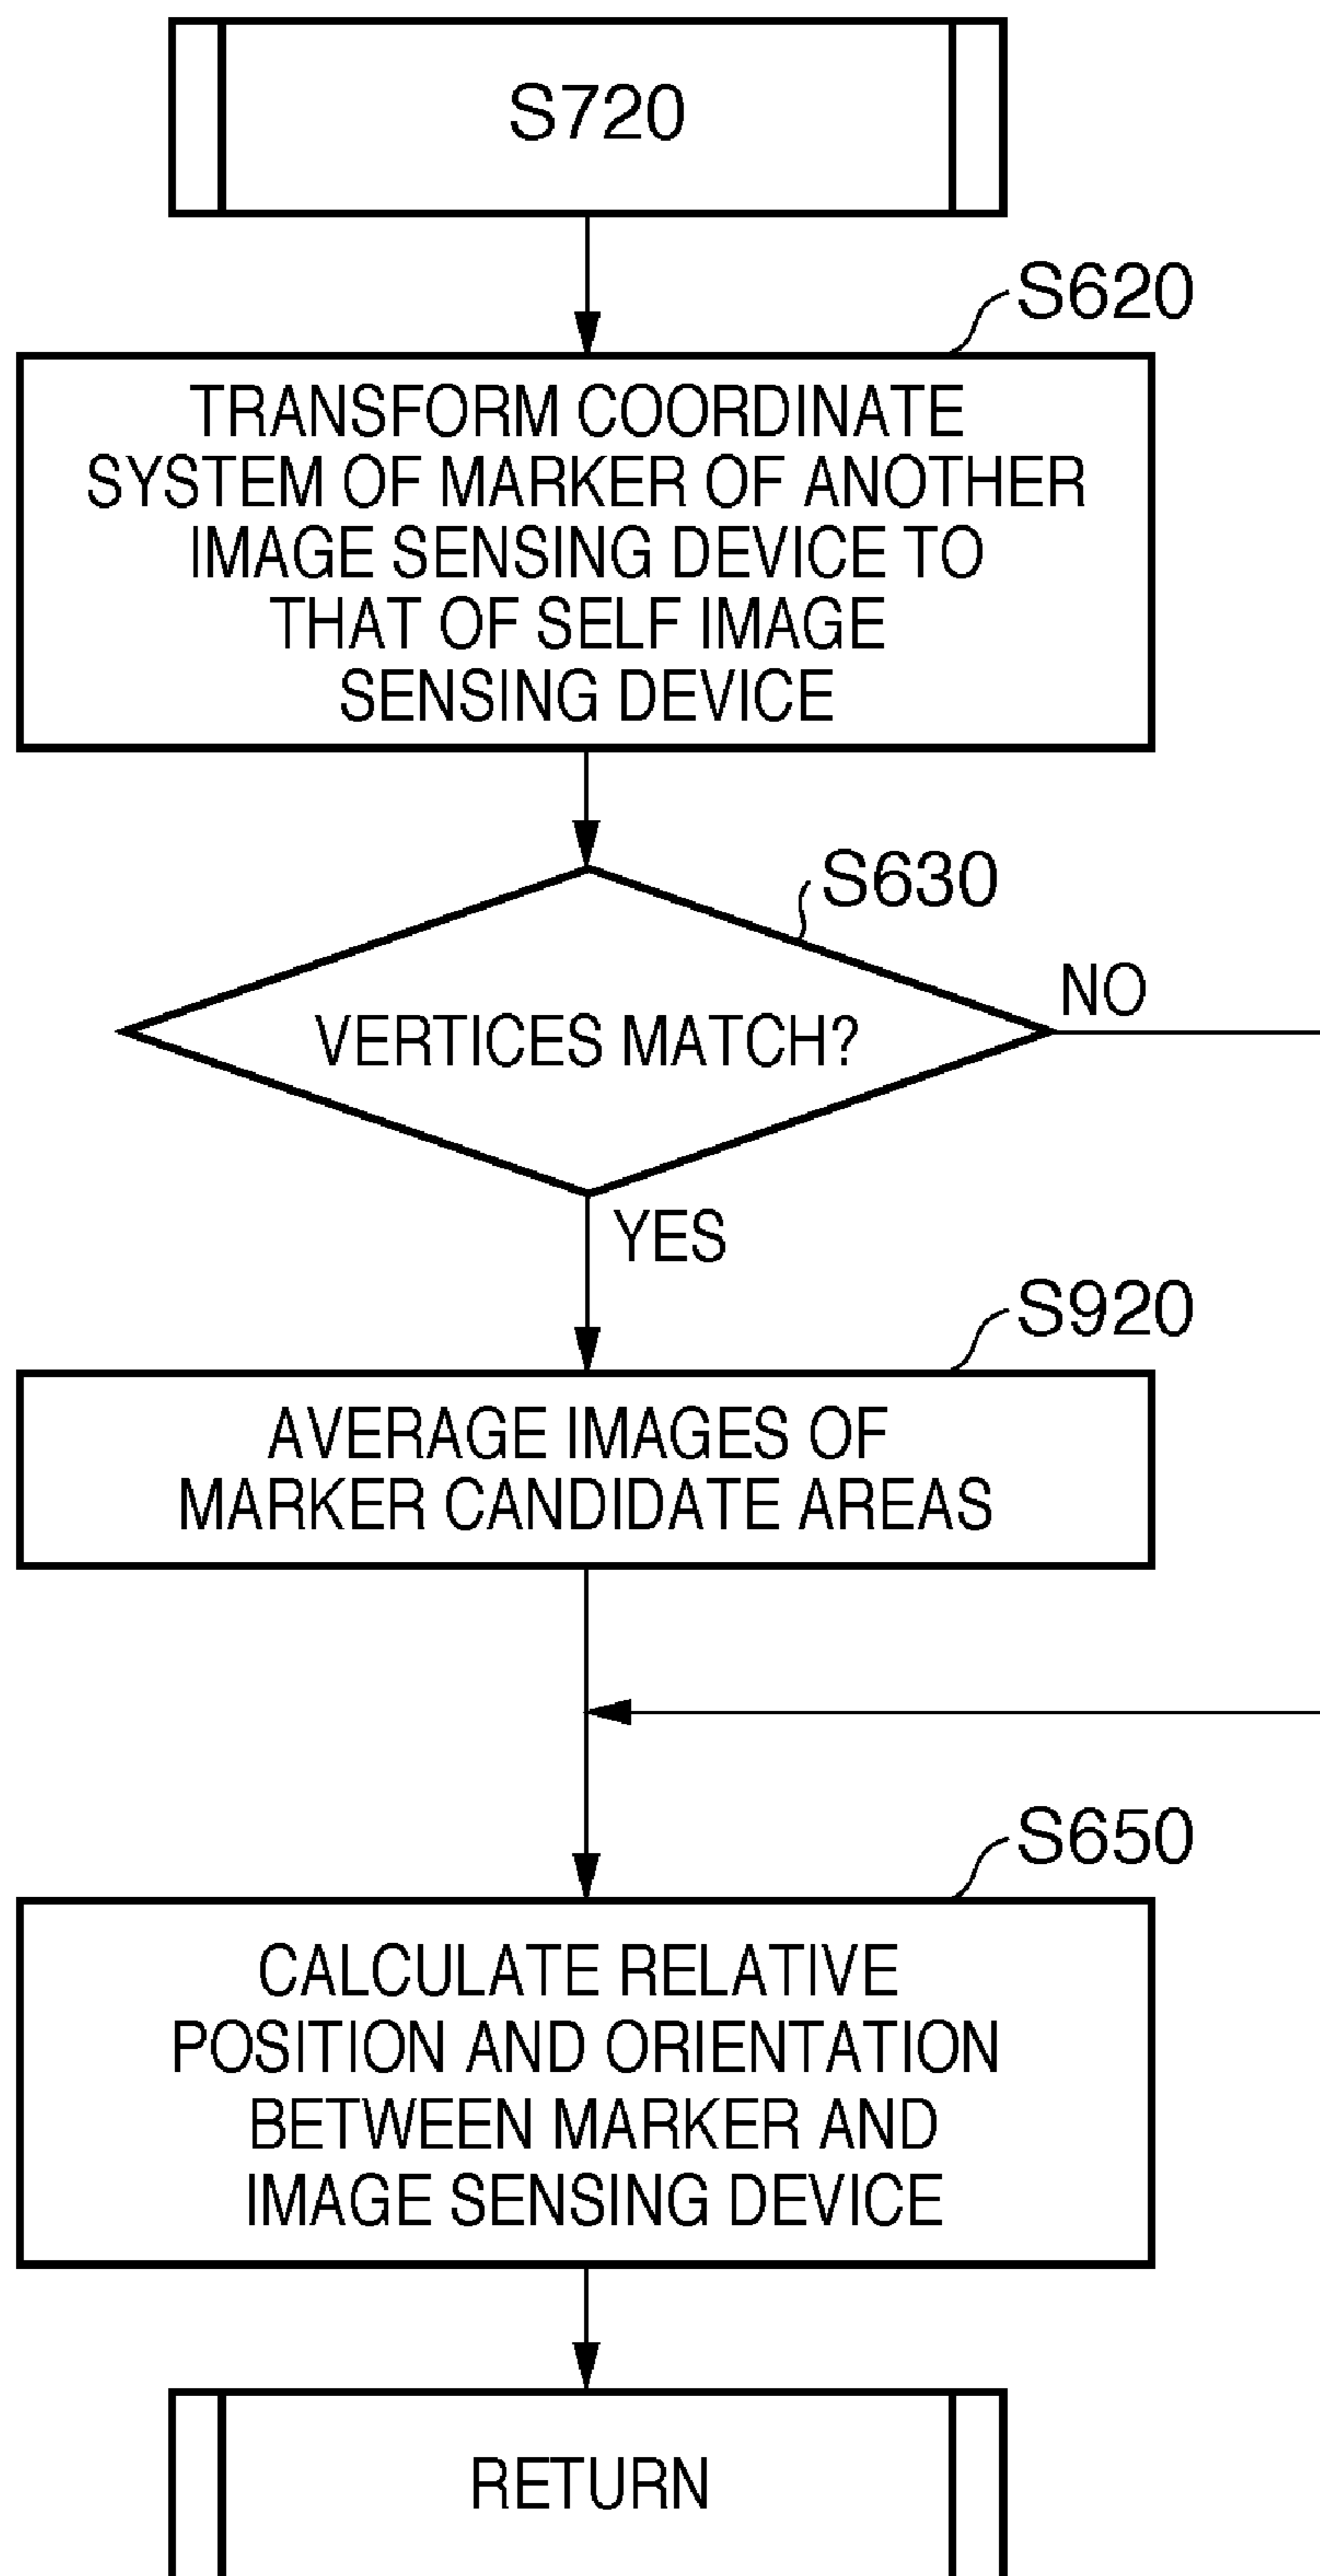 S720
S620
TRANSFORM COORDINATE
SYSTEM OF MARKER OF ANOTHER
IMAGE SENSING DEVICE TO
THAT OF SELF IMAGE
SENSING DEVICE
S630
VERTICES MATCH?
NO
YES
S920
AVERAGE IMAGES OF
MARKER CANDIDATE AREAS
S650
CALCULATE RELATIVE
POSITION AND ORIENTATION
BETWEEN MARKER AND
IMAGE SENSING DEVICE
RETURN